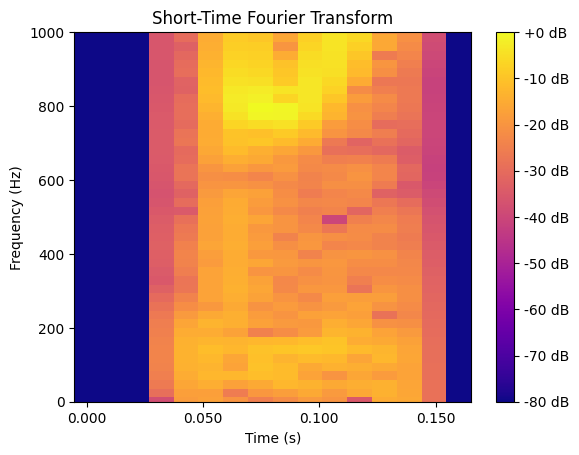 Short-Time Fourier Transform
1000
800
600
400
200
0
Frequency (Hz)
0.000
0.050
0.100
0.150
Time (s)
+0 dB
-10 dB
-20 dB
-30 dB
-40 dB
-50 dB
-60 dB
-70 dB
-80 dB